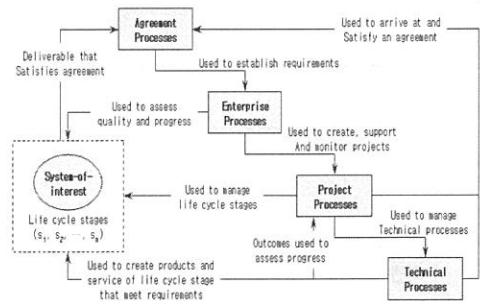 Agreement
Processes
Used to arrive at and
Satisfy an agreement
Deliverable that
Satisfies agreement
Used to establish requirements
Used to assess
quality and progress
Enterprise
Processes
Used to create, support
And monitor projects
System-of-
interest
Used to manage
life cycle stages
Project
Processes
Life cycle stages
(s₁, s₂, ⋯, sₙ)
Used to manage
Technical processes
Outcomes used to
assess progress
Used to create products and
service of life cycle stage
that meet requirements
Technical
Processes